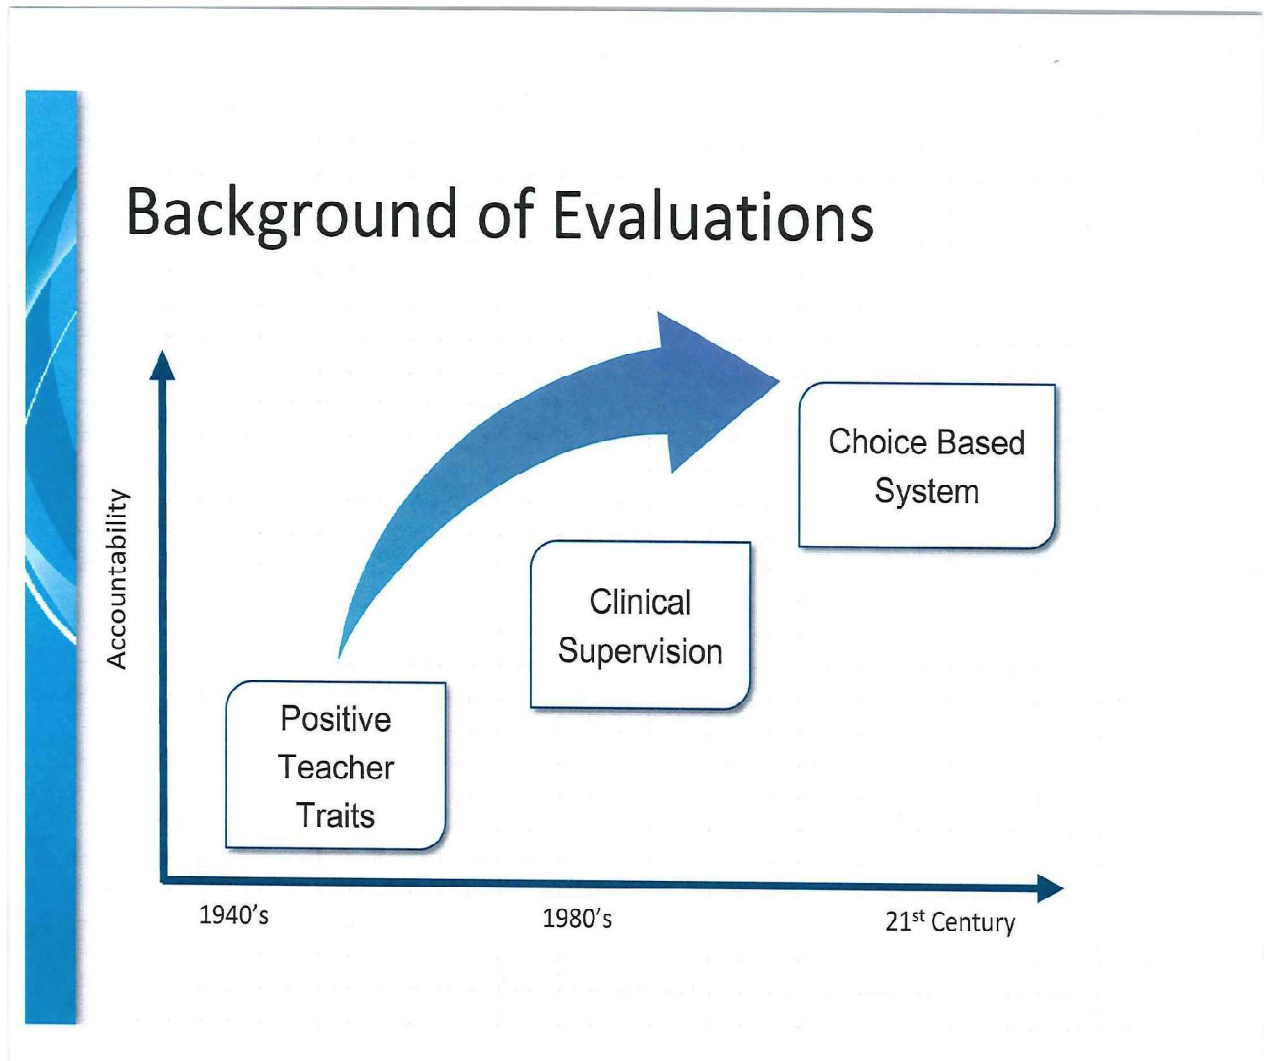 Background of Evaluations
Accountability
Choice Based
System
Clinical
Supervision
Positive
Teacher
Traits
1940's
1980's
21st Century